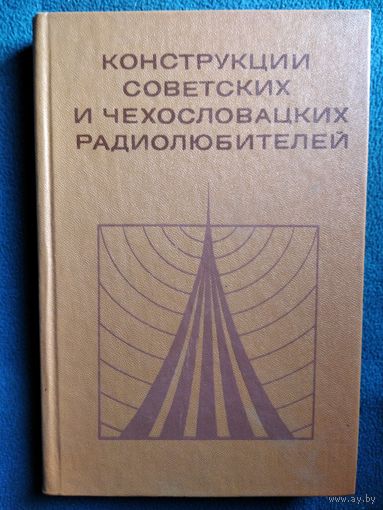 КОНСТРУКЦИИ
СОВЕТСКИХ
И ЧЕХОСЛОВАЦКИХ
РАДИОЛЮБИТЕЛЕЙ
www.ay.by